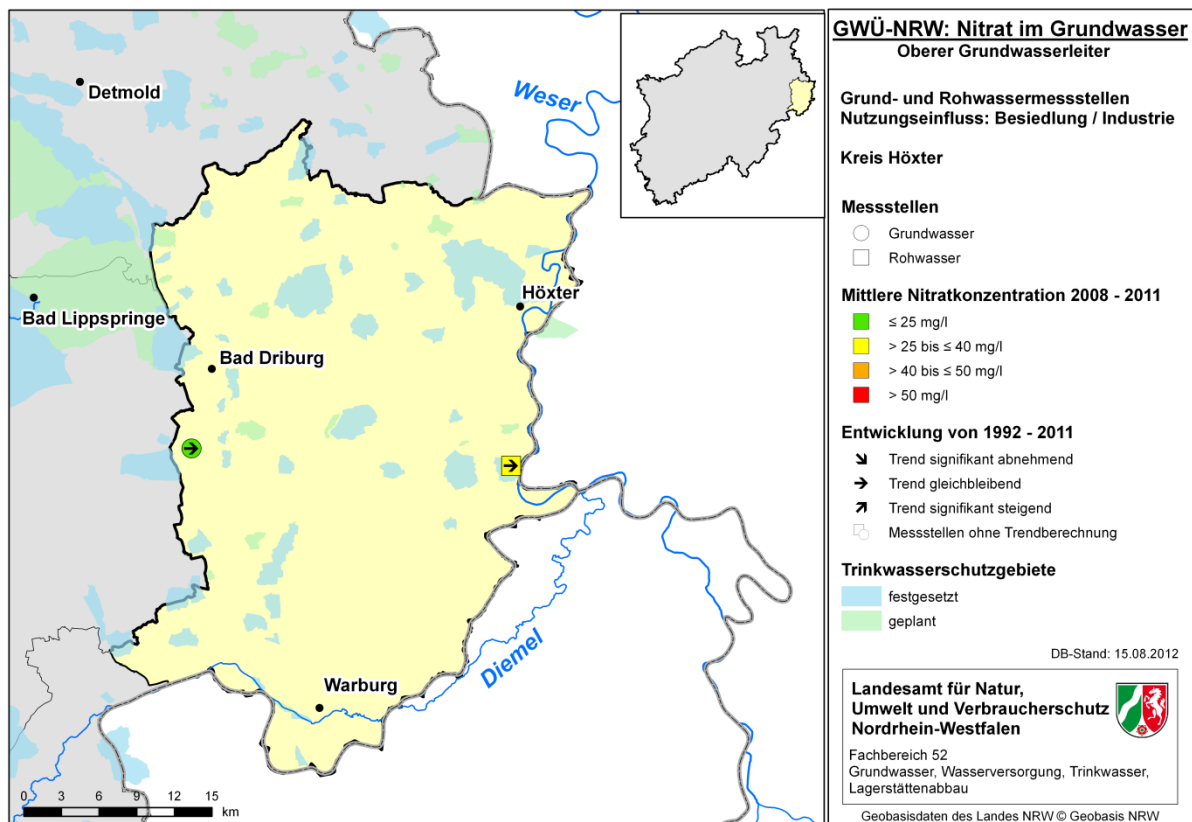 Detmold
Weser
Bad Lippspringe
Höxter
Bad Driburg
Diemel
Warburg
0 3 6 9 12 15
km
GWÜ-NRW: Nitrat im Grundwasser
Oberer Grundwasserleiter
Grund- und Rohwassermessstellen
Nutzungseinfluss: Besiedlung / Industrie
Kreis Höxter
Messstellen
Grundwasser
Rohwasser
Mittlere Nitratkonzentration 2008 - 2011
≤ 25 mg/l
> 25 bis ≤ 40 mg/l
> 40 bis ≤ 50 mg/l
> 50 mg/l
Entwicklung von 1992 - 2011
Trend signifikant abnehmend
Trend gleichbleibend
Trend signifikant steigend
Messstellen ohne Trendberechnung
Trinkwasserschutzgebiete
festgesetzt
geplant
DB-Stand: 15.08.2012
Landesamt für Natur,
Umwelt und Verbraucherschutz
Nordrhein-Westfalen
Fachbereich 52
Grundwasser, Wasserversorgung, Trinkwasser,
Lagerstättenabbau
Geobasisdaten des Landes NRW © Geobasis NRW